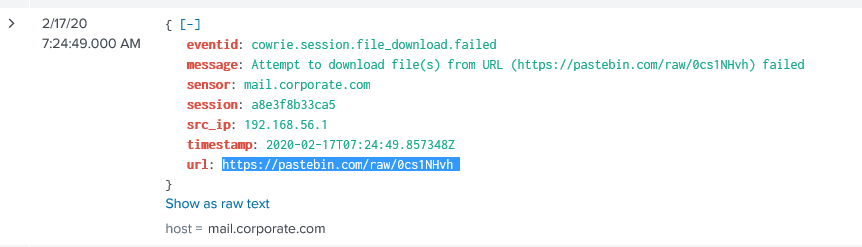 2/17/20
7:24:49.000 AM
{ [-]
eventid: cowrie.session.file_download.failed
message: Attempt to download file(s) from URL (https://pastebin.com/raw/0cs1NHvh) failed
sensor: mail.corporate.com
session: a8e3f8b33ca5
src_ip: 192.168.56.1
timestamp: 2020-02-17T07:24:49.857348Z
url: https://pastebin.com/raw/0cs1NHvh
}
Show as raw text
host = mail.corporate.com